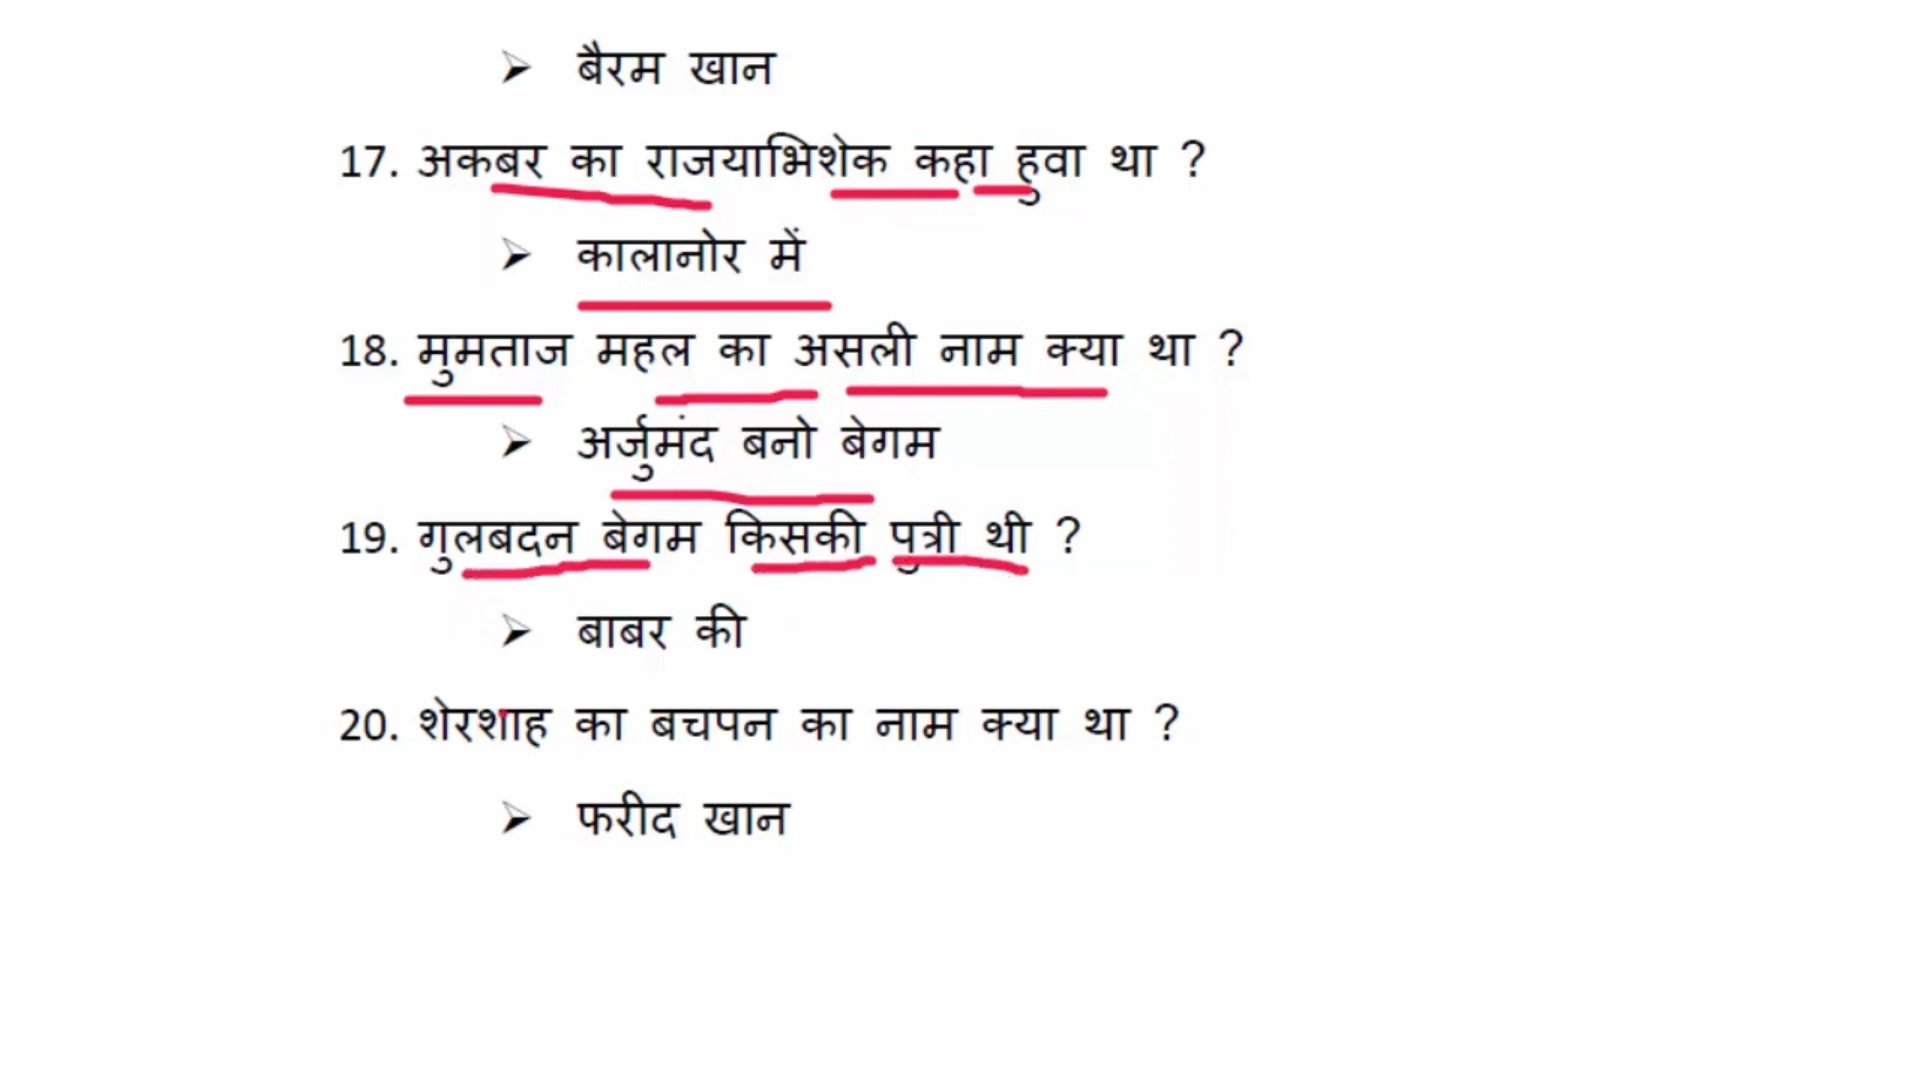 ➢ बैरम खान
17. अकबर का राजयाभिशेक कहा हुवा था ?
➢ कालानोर में
18. मुमताज महल का असली नाम क्या था ?
➢ अर्जुमंद बनो बेगम
19. गुलबदन बेगम किसकी पुत्री थी ?
➢ बाबर की
20. शेरशाह का बचपन का नाम क्या था ?
➢ फरीद खान